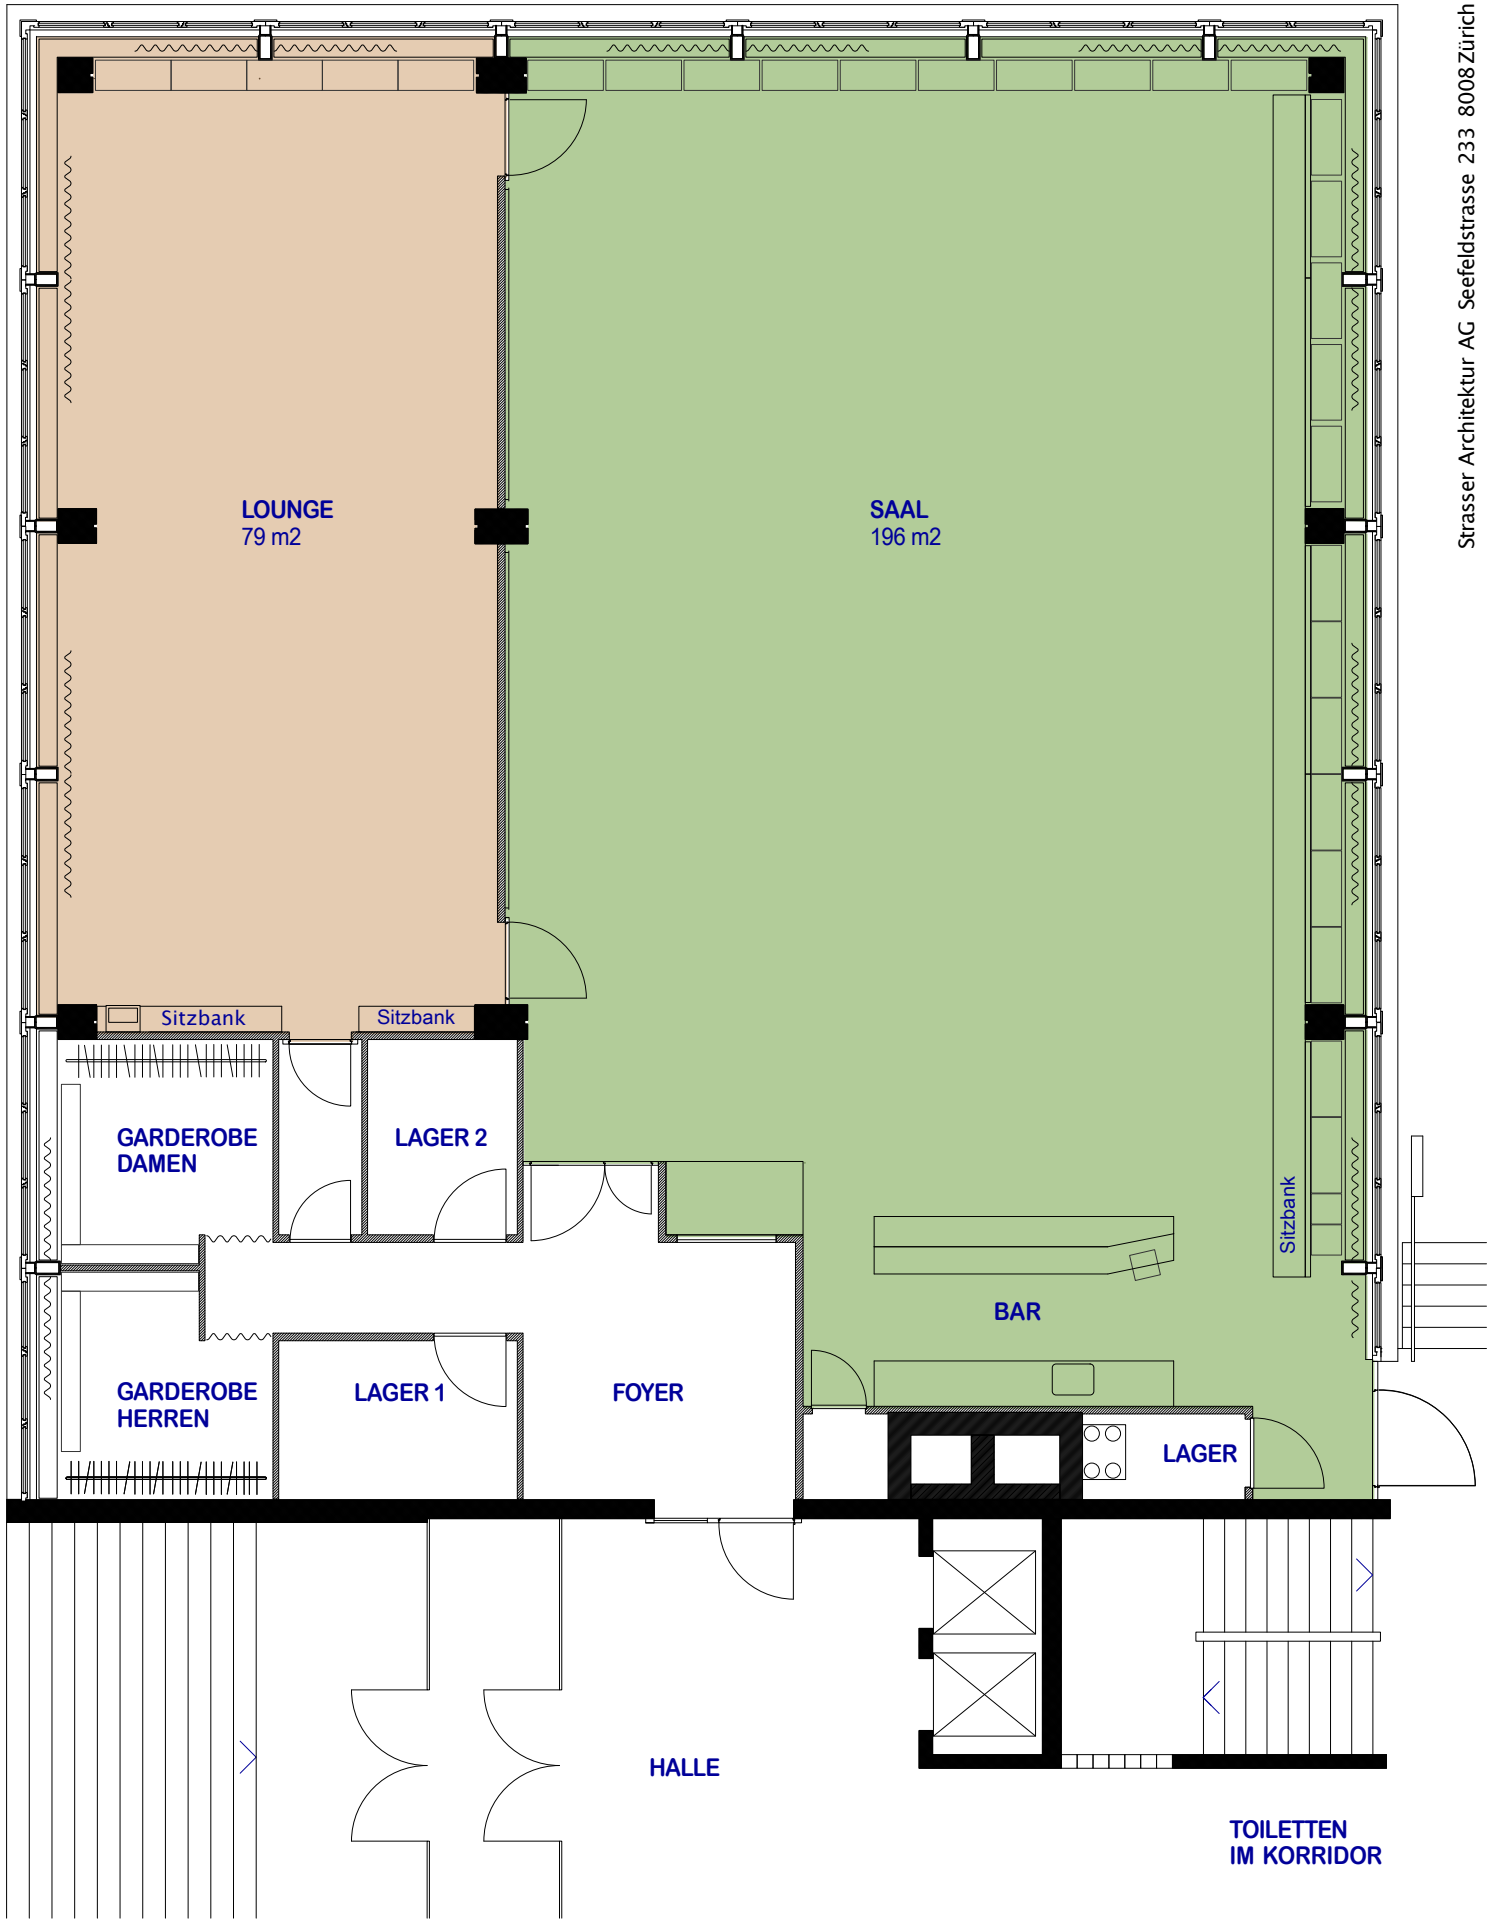 Strasser Architektur AG Seefeldstrasse 233 8008 Zürich
LOUNGE
79 m2
SAAL
196 m2
Sitzbank
Sitzbank
GARDEROBE
DAMEN
LAGER 2
Sitzbank
BAR
GARDEROBE
HERREN
LAGER 1
FOYER
LAGER
HALLE
TOILETTEN
IM KORRIDOR